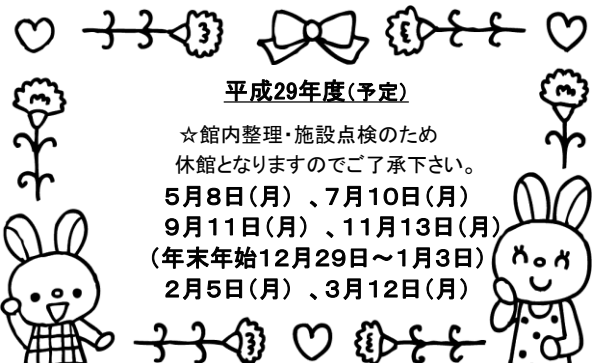 平成29年度(予定)
☆館内整理・施設点検のため
休館となりますのでご了承下さい。
５月８日(月) 、７月１０日(月)
９月１１日(月) 、１１月１３日(月)
(年末年始１２月２９日～１月３日)
２月５日(月) 、３月１２日(月)